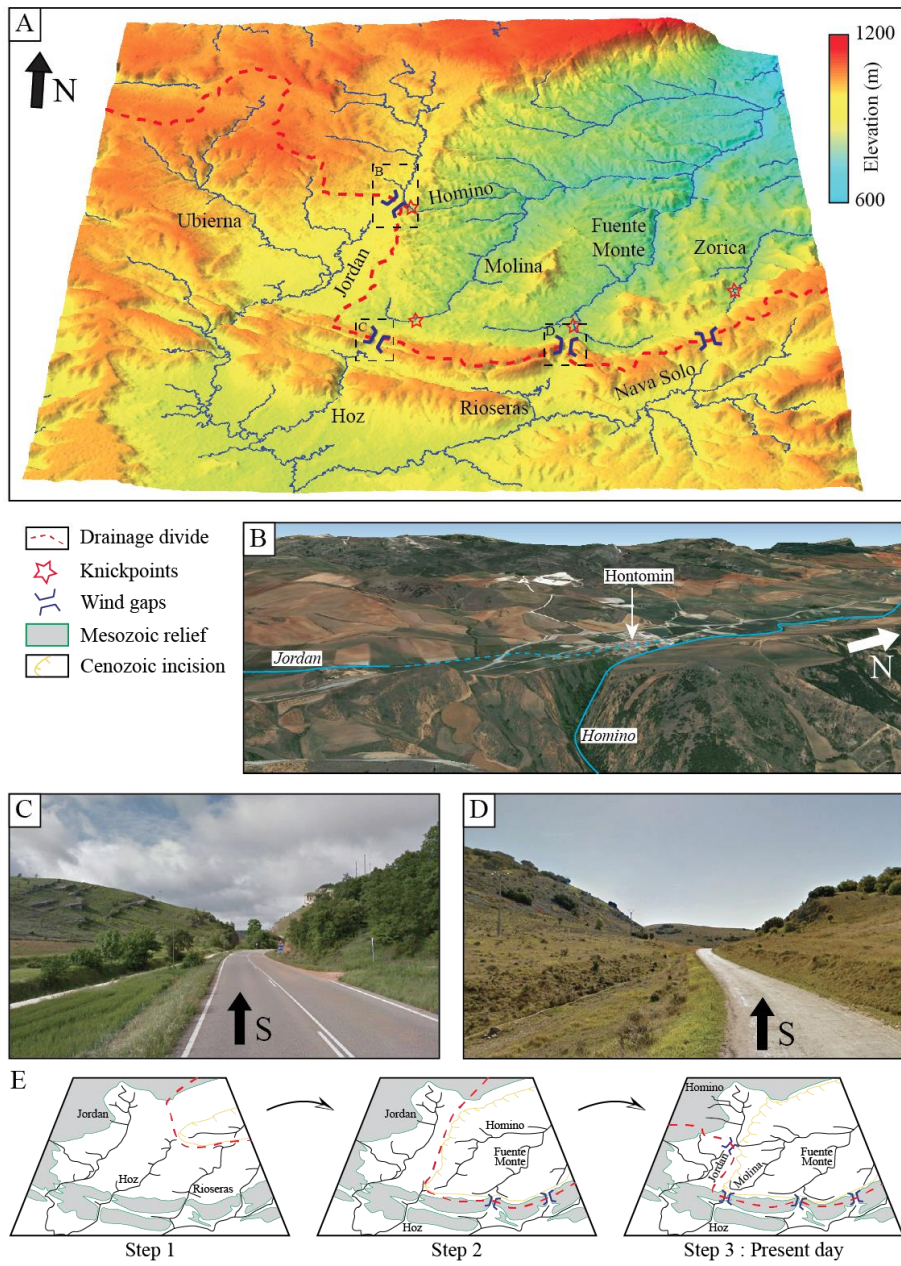 A
N
1200
Elevation (m)
600
B
Homino
Ubierna
Jordan
Fuente
Monte
Zorica
Molina
C
D
Nava Solo
Hoz
Rioseras
Drainage divide
Knickpoints
Wind gaps
Mesozoic relief
Cenozoic incision
B
Hontomin
Jordan
N
Homino
C
S
D
S
E
Jordan
Hoz
Rioseras
Step 1
Jordan
Homino
Fuente
Monte
Hoz
Step 2
Homino
Jordan
Molina
Fuente
Monte
Hoz
Step 3 : Present day